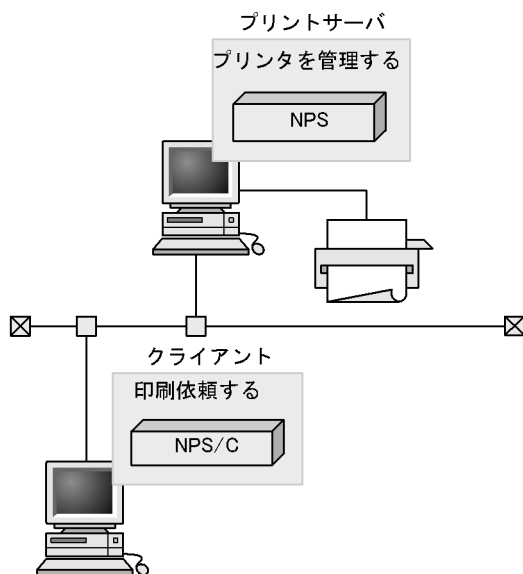 プリントサーバ
プリンタを管理する
NPS
クライアント
印刷依頼する
NPS/C